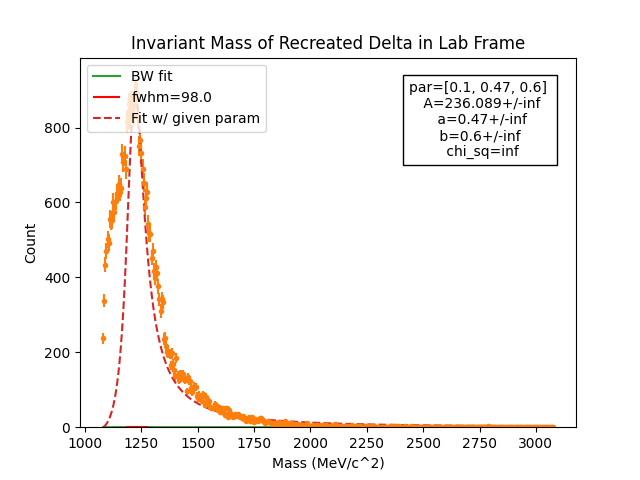 Invariant Mass of Recreated Delta in Lab Frame
BW fit
fwhm=98.0
Fit w/ given param
par=[0.1, 0.47, 0.6]
A=236.089+/-inf
a=0.47+/-inf
b=0.6+/-inf
chi_sq=inf
Count
800
600
400
200
0
1000 1250 1500 1750 2000 2250 2500 2750 3000
Mass (MeV/c^2)